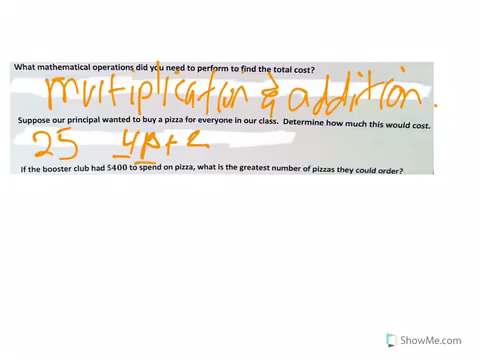 What mathematical operations did you need to perform to find the total cost?
multiplication & addition.
Suppose our principal wanted to buy a pizza for everyone in our class. Determine how much this would cost.
25 4p+2
If the booster club had $400 to spend on pizza, what is the greatest number of pizzas they could order?
ShowMe.com